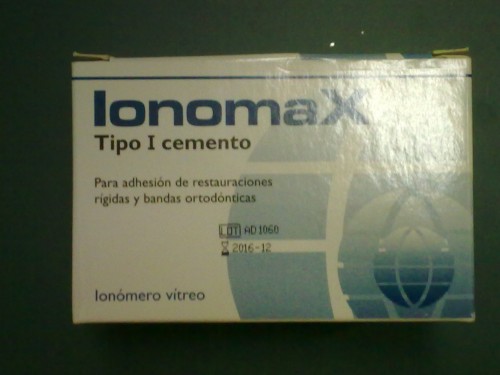 IonomaX
Tipo I cemento
Para adhesión de restauraciones
rígidas y bandas ortodónticas
LOT AD1060
2016-12
Ionómero vítreo